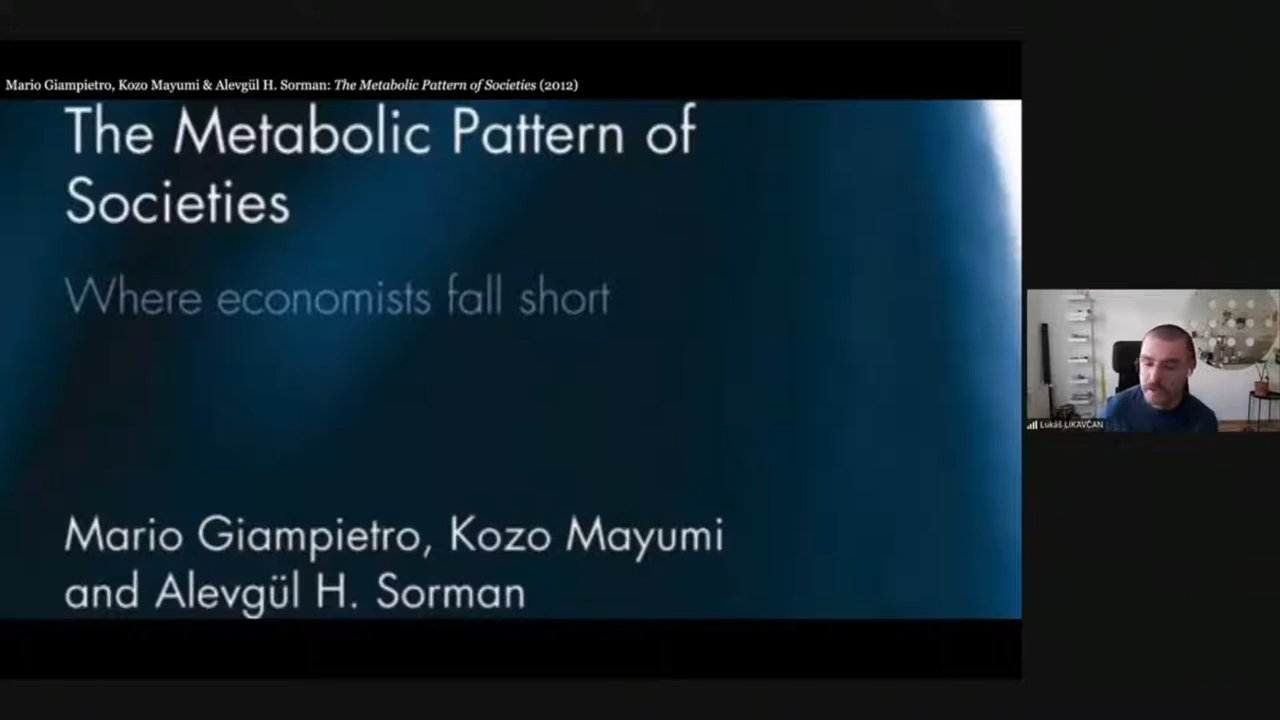 Mario Giampietro, Kozo Mayumi & Alevgül H. Sorman: The Metabolic Pattern of Societies (2012)
The Metabolic Pattern of
Societies
Where economists fall short
Mario Giampietro, Kozo Mayumi
and Alevgül H. Sorman
Lukáš LIKAVČAN